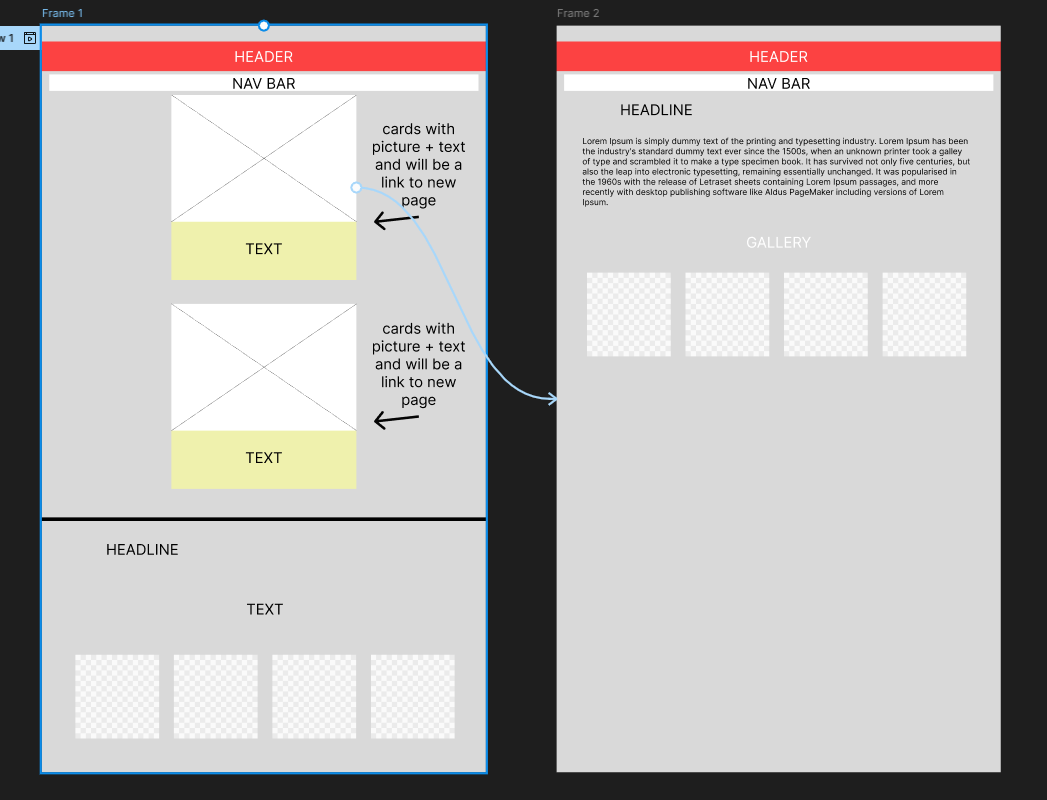 Frame 1
w 1
HEADER
NAV BAR
cards with
picture + text
and will be a
link to new
page
TEXT
cards with
picture + text
and will be a
link to new
page
TEXT
HEADLINE
TEXT
Frame 2
HEADER
NAV BAR
HEADLINE
Lorem Ipsum is simply dummy text of the printing and typesetting industry. Lorem Ipsum has been
the industry's standard dummy text ever since the 1500s, when an unknown printer took a galley
of type and scrambled it to make a type specimen book. It has survived not only five centuries, but
also the leap into electronic typesetting, remaining essentially unchanged. It was popularised in
the 1960s with the release of Letraset sheets containing Lorem Ipsum passages, and more
recently with desktop publishing software like Aldus PageMaker including versions of Lorem
Ipsum.
GALLERY